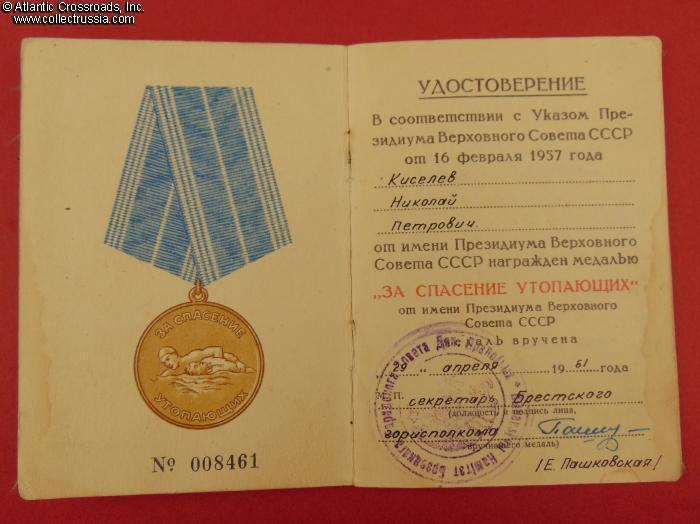 © Atlantic Crossroads, Inc.
www.collectrussia.com
ЗА СПАСЕНИЕ
УТОПАЮЩИХ
№ 008461
УДОСТОВЕРЕНИЕ
В соответствии с Указом Пре-
зидиума Верховного Совета СССР
от 16 февраля 1957 года
Киселев
Николай
Петрович.
от имени Президиума Верховного
Совета СССР награжден медалью
„ЗА СПАСЕНИЕ УТОПАЮЩИХ“
от имени Президиума Верховного
Совета СССР
вручена
" апреля 1961 года
М. П. секретарь Брестского
(должность и подпись лица,
горисполкома
вручившего медаль)
/Е. Пашковская./